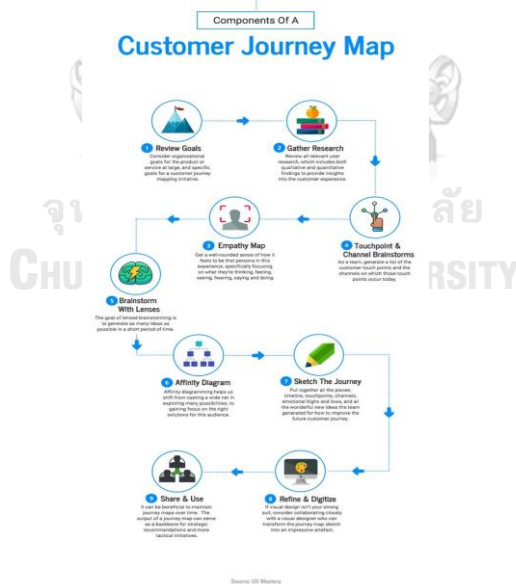 Components Of A
Customer Journey Map
1 Review Goals
Consider organizational
goals for the product or
service at large, and specific
goals for a customer journey
mapping initiative.
2 Gather Research
Review all relevant user
research, which includes both
qualitative and quantitative
findings to provide insights
into the customer experience.
3 Empathy Map
Get a well-rounded sense of how it
feels to be that persona in this
experience, specifically focusing
on what they're thinking, feeling,
seeing, hearing, saying and doing.
4 Touchpoint &
Channel Brainstorms
As a team, generate a list of the
customer touch points and the
channels on which those touch
points occur today.
5 Brainstorm
With Lenses
The goal of lensed brainstorming is
to generate as many ideas as
possible in a short period of time.
6 Affinity Diagram
Affinity diagramming helps us
shift from casting a wide net in
exploring many possibilities, to
gaining focus on the right
solutions for this audience.
7 Sketch The Journey
Put together all the pieces:
timeline, touchpoints, channels,
emotional highs and lows, and all
the wonderful new ideas the team
generated for how to improve the
future customer journey.
9 Share & Use
It can be beneficial to maintain
journey maps over time. The
output of a journey map can serve
as a backbone for strategic
recommendations and more
tactical initiatives.
8 Refine & Digitize
If visual design isn't your strong
suit, consider collaborating closely
with a visual designer who can
transform the journey map sketch
into an impressive artefact.
จุ ลัย
CHU RSITY
Source: UX Mastery